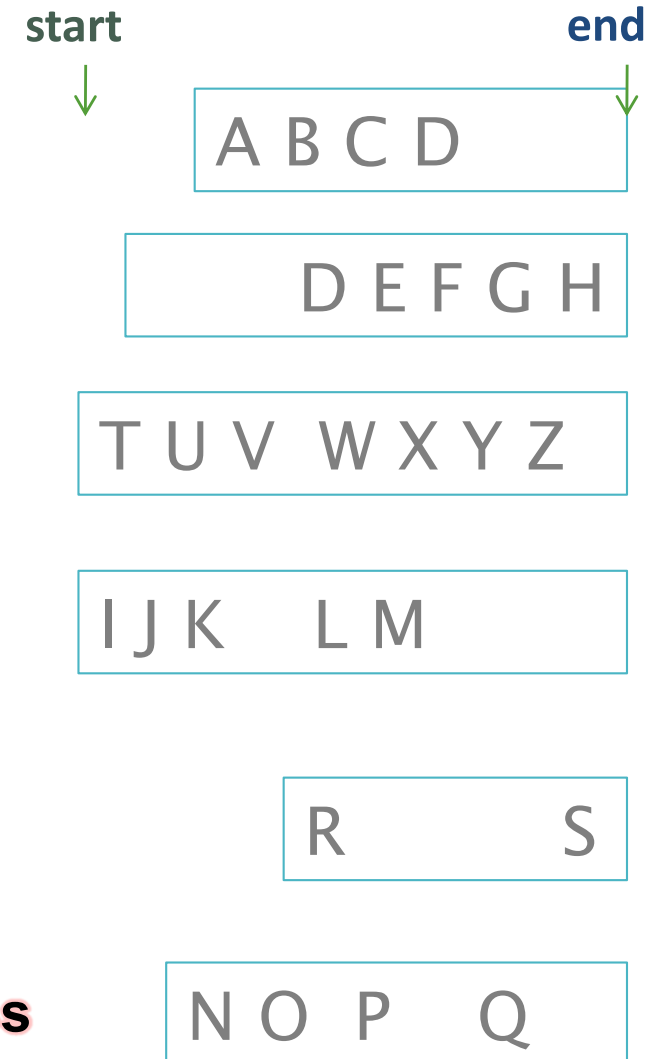 start end
A B C D
D E F G H
T U V W X Y Z
I J K L M
R S
s N O P Q